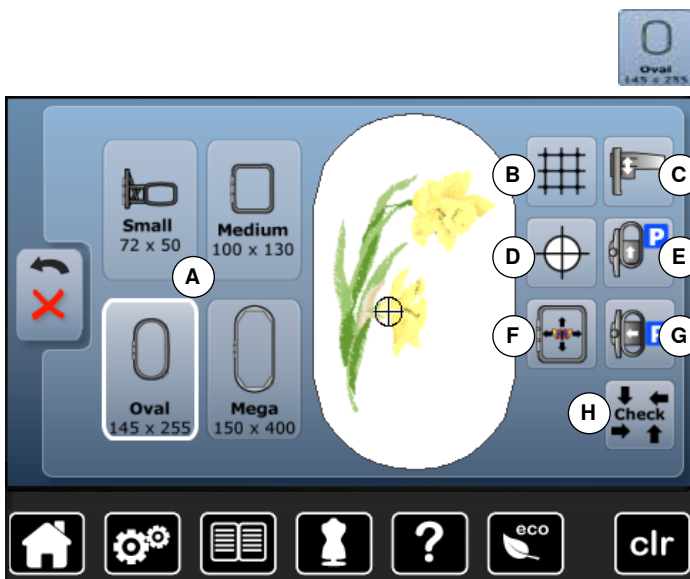 Oval
145 x 255
Small
72 x 50
Medium
100 x 130
A
Oval
145 x 255
Mega
150 x 400
B
C
D
P
E
F
P
G
H
Check
?
eco
clr